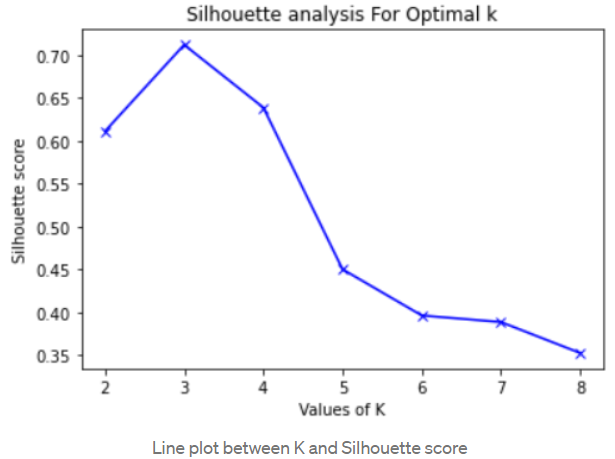 Silhouette analysis For Optimal k
Silhouette score
0.70
0.65
0.60
0.55
0.50
0.45
0.40
0.35
2 3 4 5 6 7 8
Values of K
Line plot between K and Silhouette score